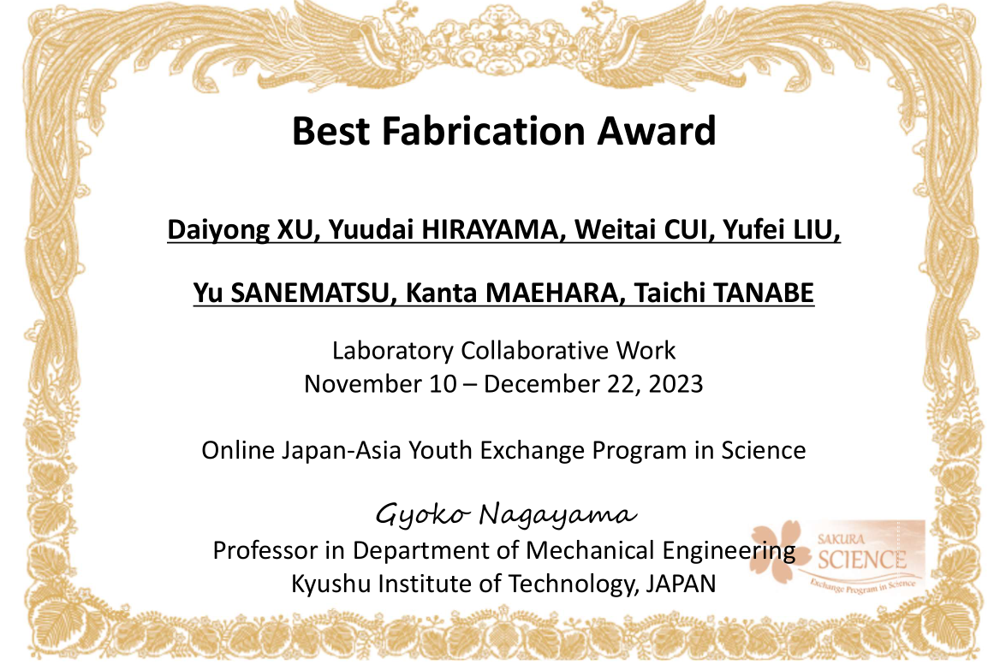 Best Fabrication Award
Daiyong XU, Yuudai HIRAYAMA, Weitai CUI, Yufei LIU,
Yu SANEMATSU, Kanta MAEHARA, Taichi TANABE
Laboratory Collaborative Work
November 10 – December 22, 2023
Online Japan-Asia Youth Exchange Program in Science
Gyoko Nagayama
Professor in Department of Mechanical Engineering
Kyushu Institute of Technology, JAPAN
SAKURA
SCIENCE
Exchange Program in Science